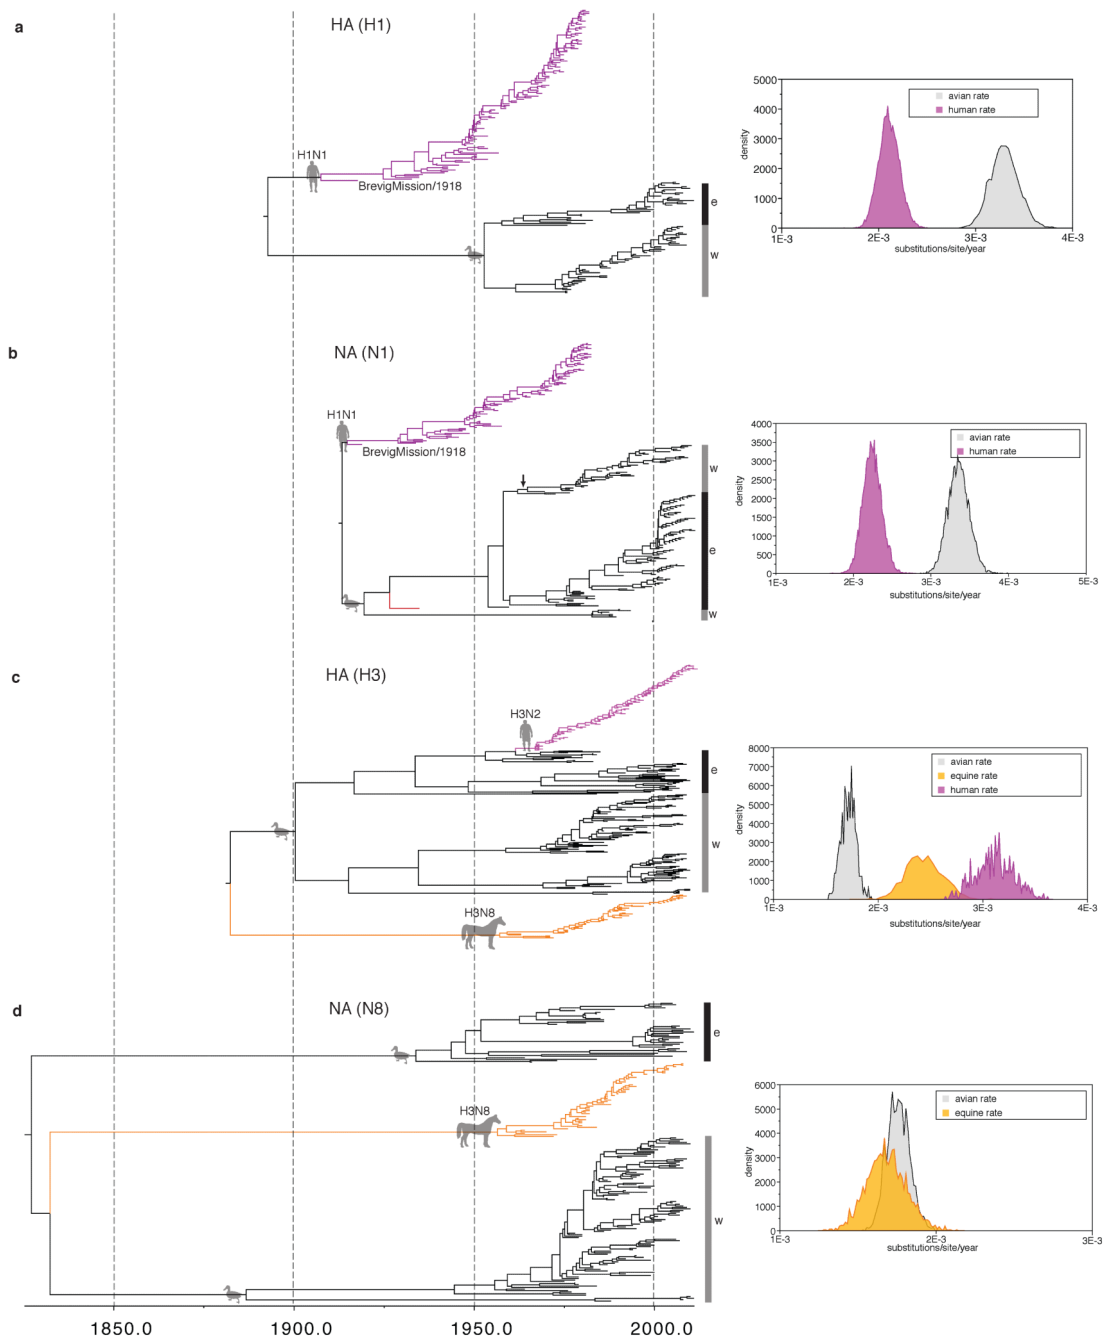 a
HA (H1)
H1N1
BrevigMission/1918
e
w
5000
4000
3000
2000
1000
0
density
avian rate
human rate
1E-3
2E-3
3E-3
4E-3
substitutions/site/year
b
NA (N1)
H1N1
BrevigMission/1918
w
e
w
4000
3500
3000
2500
2000
1500
1000
500
0
density
avian rate
human rate
1E-3
2E-3
3E-3
4E-3
5E-3
substitutions/site/year
c
HA (H3)
H3N2
e
w
H3N8
8000
7000
6000
5000
4000
3000
2000
1000
0
density
avian rate
equine rate
human rate
1E-3
2E-3
3E-3
4E-3
substitutions/site/year
d
NA (N8)
e
H3N8
w
6000
5000
4000
3000
2000
1000
0
density
avian rate
equine rate
1E-3
2E-3
3E-3
substitutions/site/year
1850.0
1900.0
1950.0
2000.0